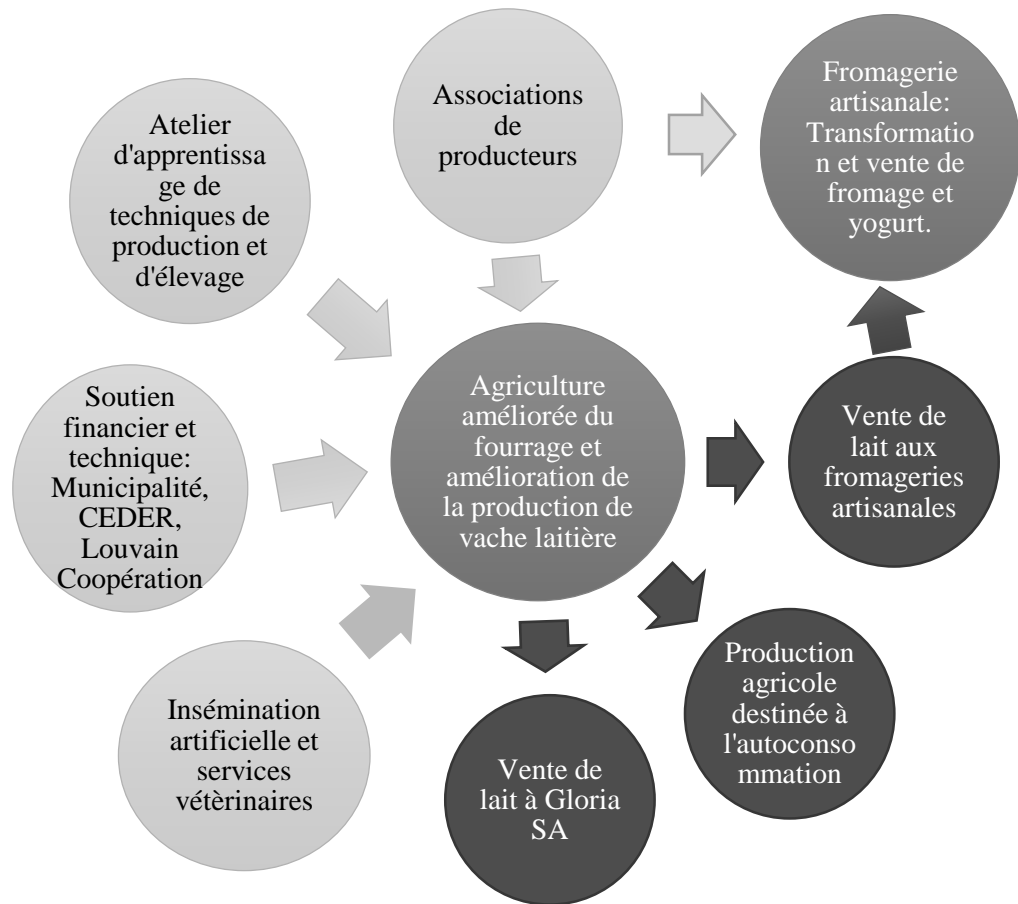 Associations
de
producteurs
Fromagerie
artisanale:
Transformatio
n et vente de
fromage et
yogurt.
Atelier
d'apprentissa
ge de
techniques de
production et
d'élevage
Soutien
financier et
technique:
Municipalité,
CEDER,
Louvain
Coopération
Agriculture
améliorée du
fourrage et
amélioration de
la production de
vache laitière
Vente de
lait aux
fromageries
artisanales
Insémination
artificielle et
services
vétèrinaires
Vente de
lait à Gloria
SA
Production
agricole
destinée à
l'autoconso
mmation